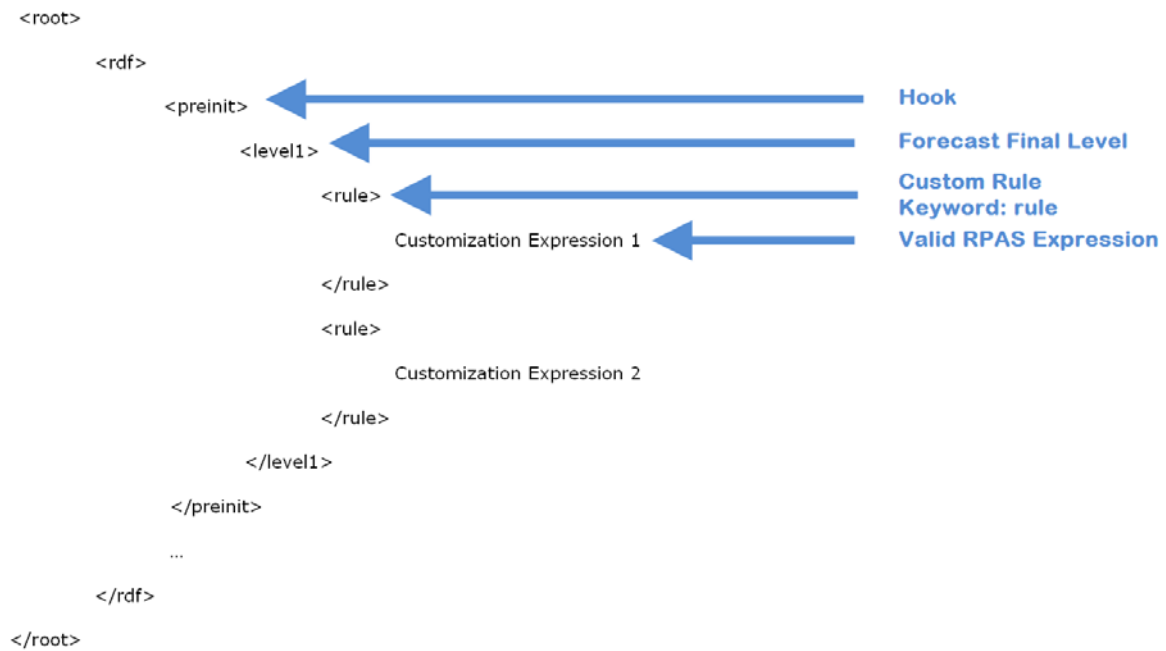 <root>
<rdf>
<preinit>
Hook
<level1>
Forecast Final Level
<rule>
Custom Rule
Keyword: rule
Customization Expression 1
Valid RPAS Expression
</rule>
<rule>
Customization Expression 2
</rule>
</level1>
</preinit>
...
</rdf>
</root>